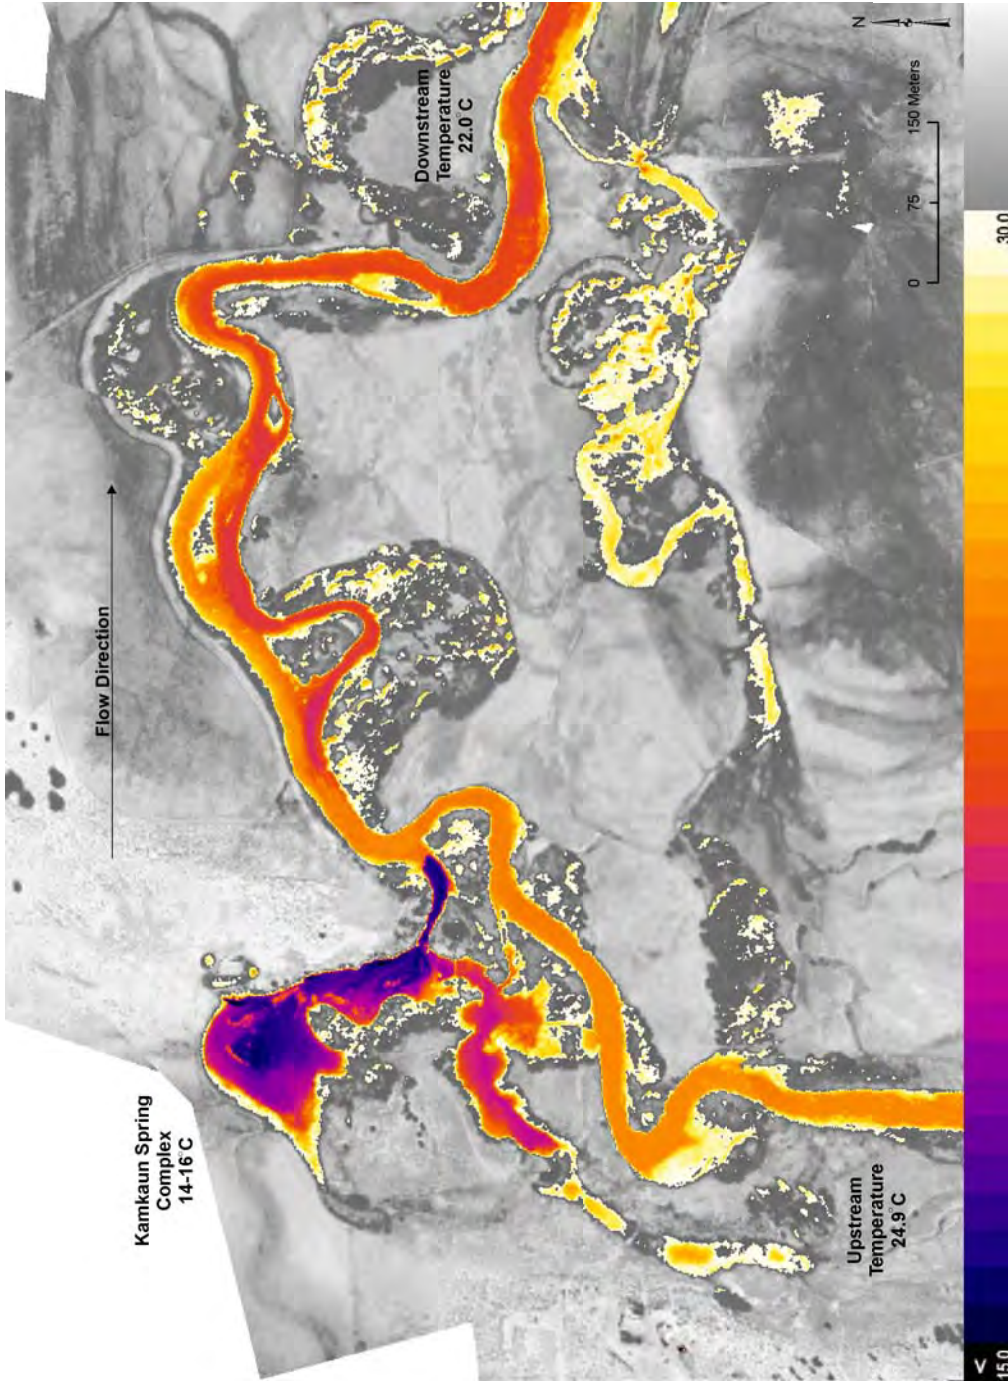 Kamkaun Spring
Complex
14-16°C
Flow Direction
Downstream
Temperature
22.0°C
N
Upstream
Temperature
24.9°C
0 75 150 Meters
<
15.0
30.0